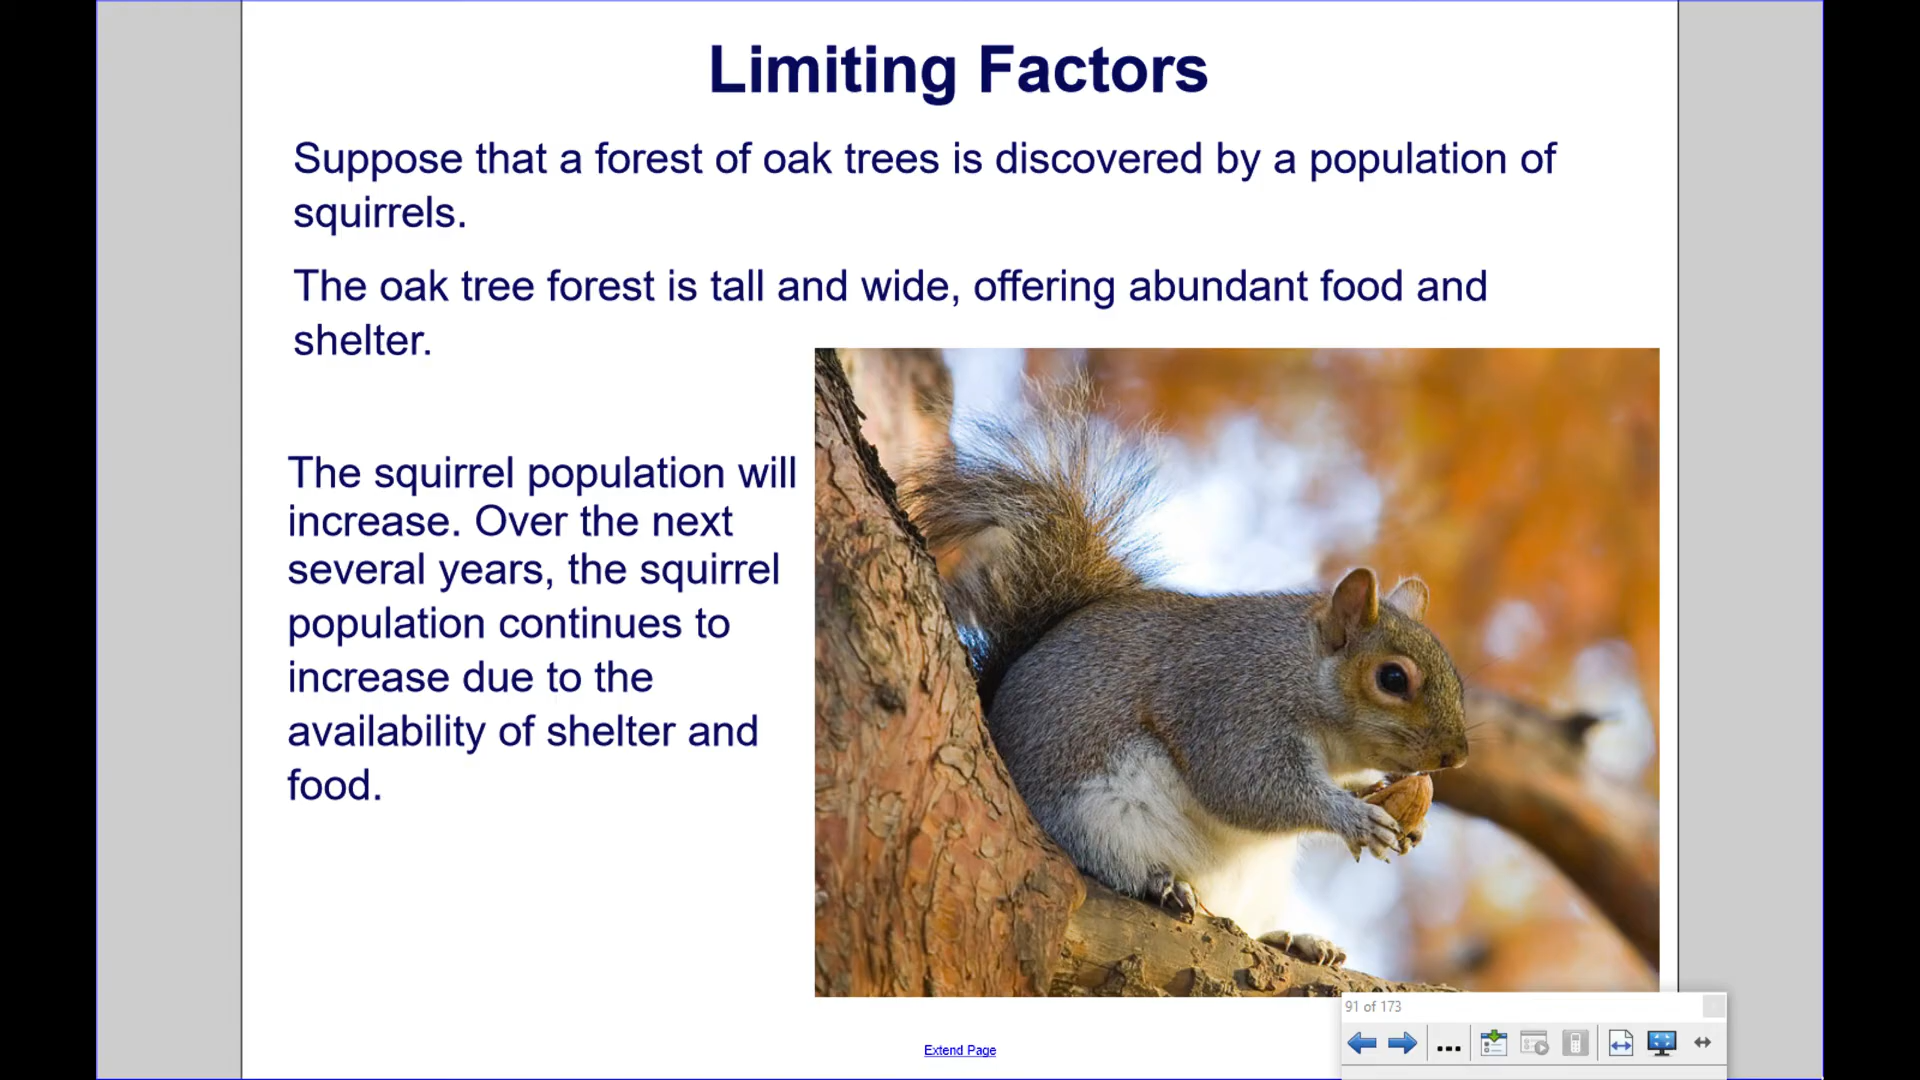 Limiting Factors
Suppose that a forest of oak trees is discovered by a population of
squirrels.
The oak tree forest is tall and wide, offering abundant food and
shelter.
The squirrel population will
increase. Over the next
several years, the squirrel
population continues to
increase due to the
availability of shelter and
food.
91 of 173
Extend Page